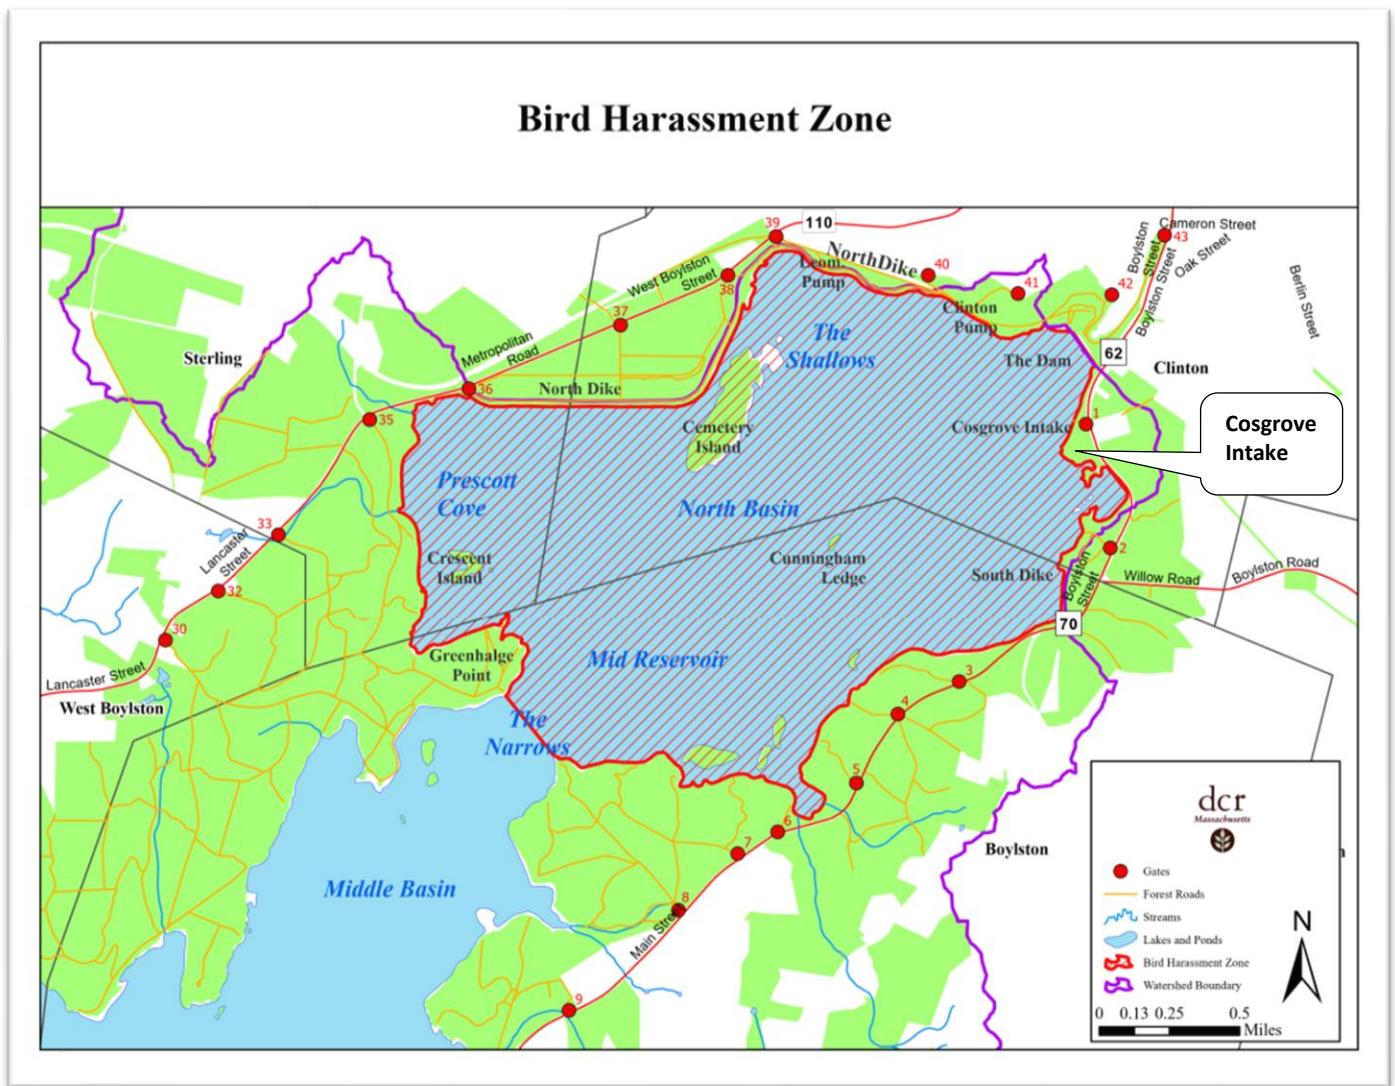 Bird Harassment Zone
39
110
Cameron Street
43
Boylston
Street
Oak Street
NorthDike
40
West Boylston
Street
Leom.
Pump
38
41
42
Boylston Street
Berlin Street
37
Clinton
Pump
The
Shallows
Sterling
Metropolitan
Road
The Dam
62
Clinton
36
North Dike
35
1
Cemetery
Island
Cosgrove Intake
Cosgrove
Intake
Prescott
Cove
North Basin
33
Lancaster
Street
Crescent
Island
Cunningham
Ledge
South Dike
2
Boylston
Street
Willow Road
Boylston Road
32
30
70
Greenhalge
Point
Mid Reservoir
3
Lancaster Street
West Boylston
4
The
Narrows
5
6
7
Boylston
Middle Basin
8
Main Street
9
dcr
Massachusetts
Gates
Forest Roads
Streams
Lakes and Ponds
Bird Harassment Zone
Watershed Boundary
N
0 0.13 0.25 0.5
Miles